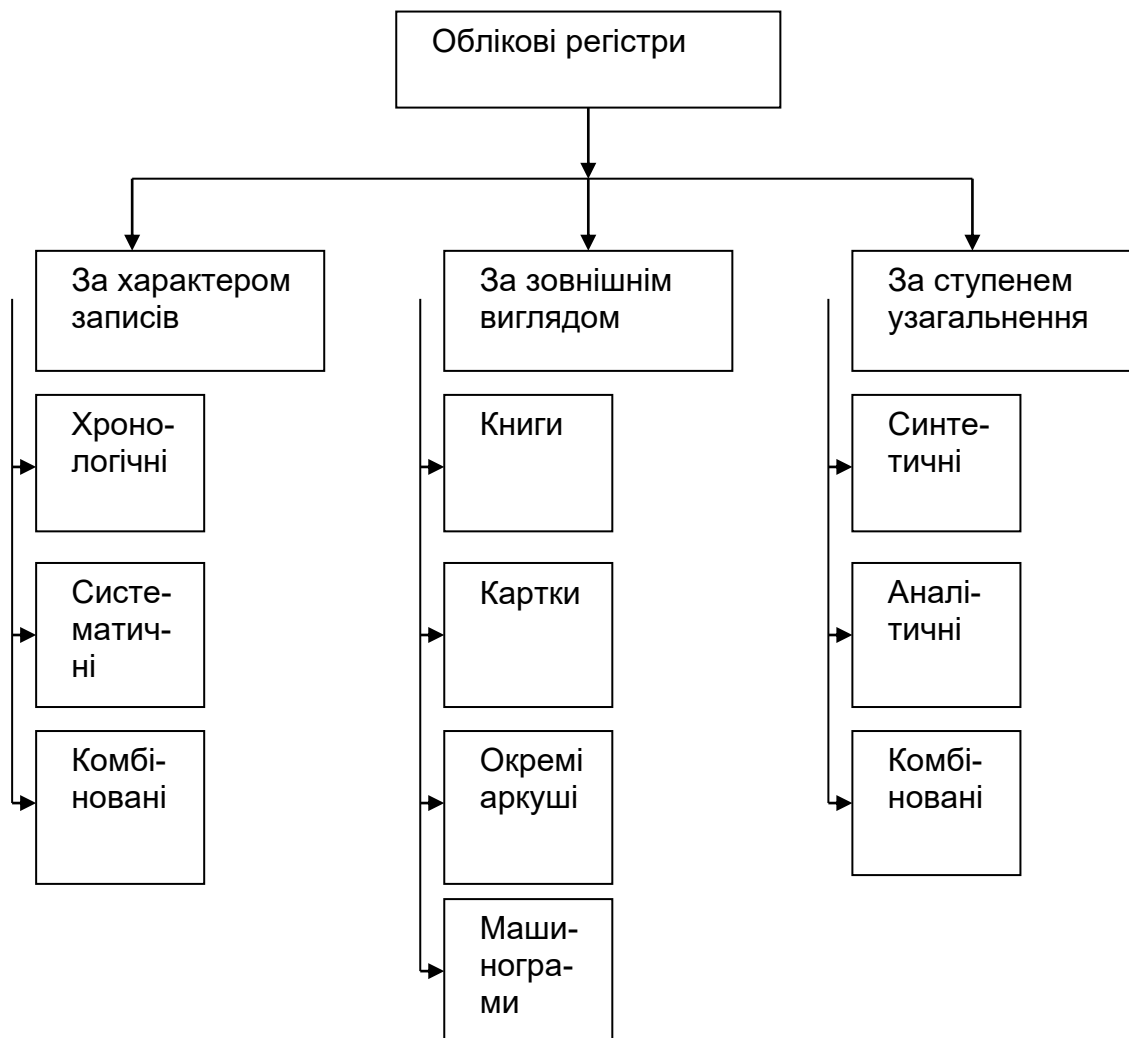 Облікові регістри
За характером
записів
Хроно-
логічні
Систе-
матич-
ні
Комбі-
новані
За зовнішнім
виглядом
Книги
Картки
Окремі
аркуші
Маши-
ногра-
ми
За ступенем
узагальнення
Синте-
тичні
Аналі-
тичні
Комбі-
новані